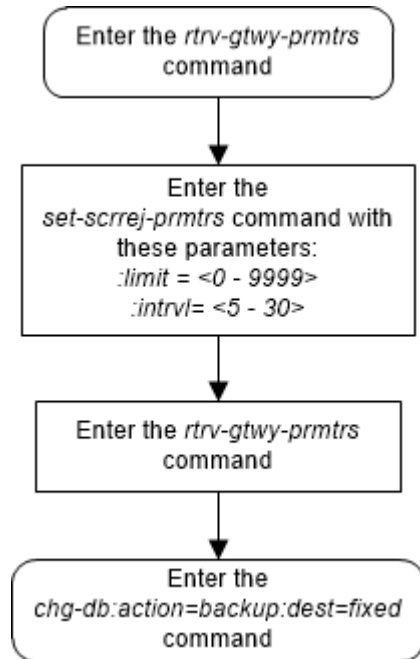 Enter the rtrv-gtwy-prmtrs
command
Enter the
set-scrrej-prmtrs command with
these parameters:
:limit = <0 - 9999>
:intrvl= <5 - 30>
Enter the rtrv-gtwy-prmtrs
command
Enter the
chg-db:action=backup:dest=fixed
command